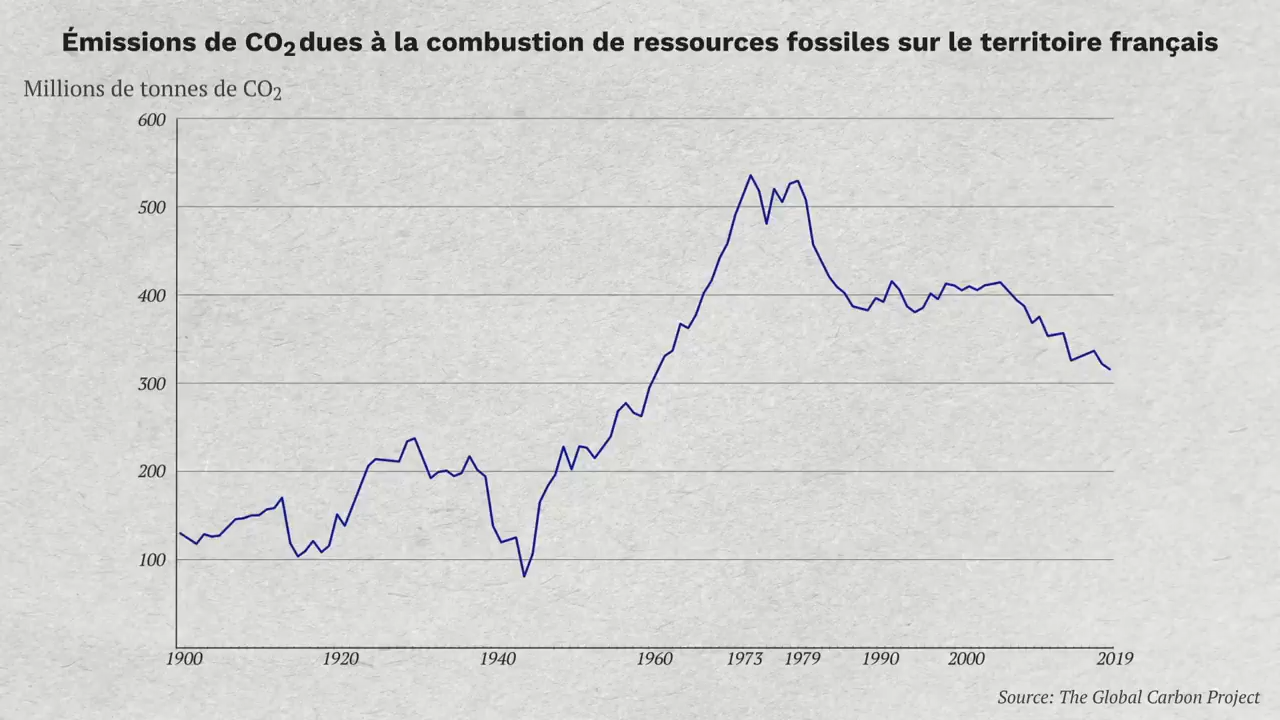 Émissions de CO₂ dues à la combustion de ressources fossiles sur le territoire français
Millions de tonnes de CO₂
600
500
400
300
200
100
1900 1920 1940 1960 1973 1979 1990 2000 2019
Source: The Global Carbon Project